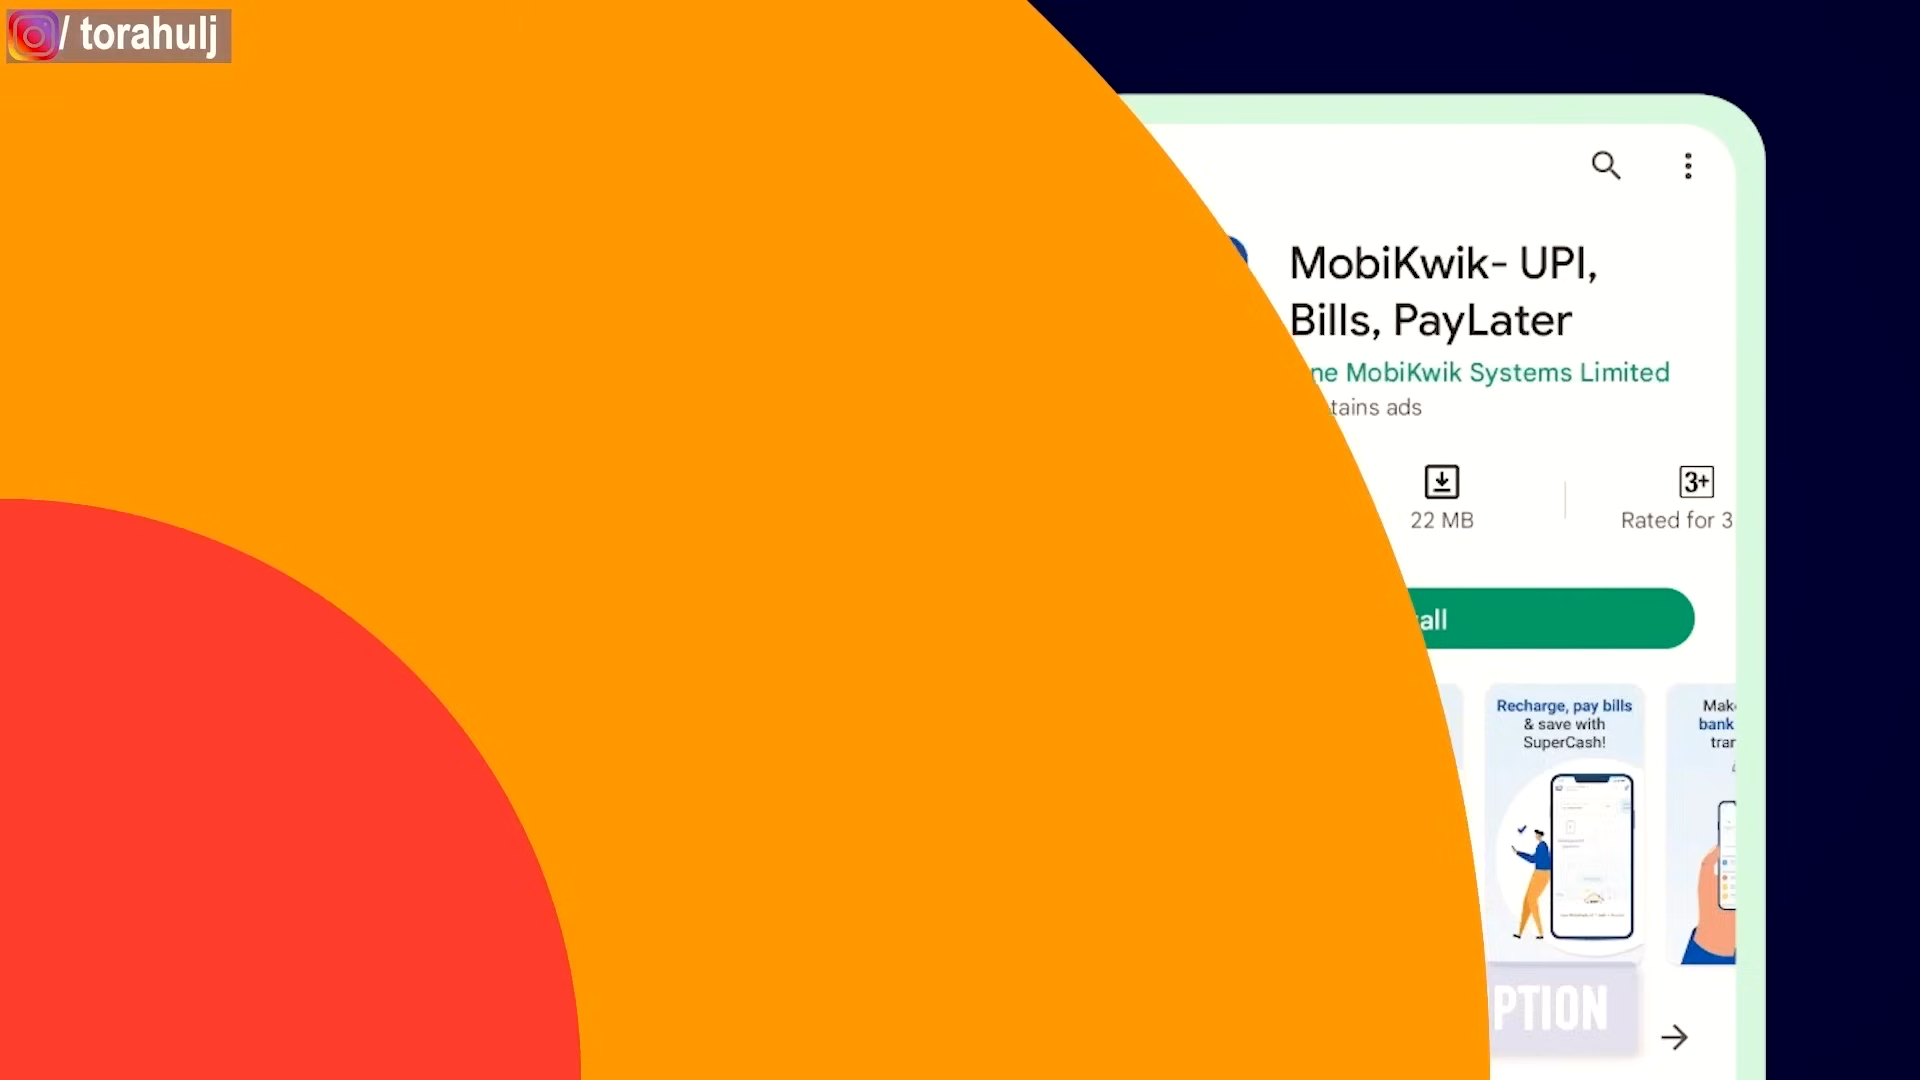 / torahulj
MobiKwik- UPI,
Bills, PayLater
ne MobiKwik Systems Limited
tains ads
3+
22 MB
Rated for 3
all
Recharge, pay bills
& save with
SuperCash!
Mak
bank
tran
PTION